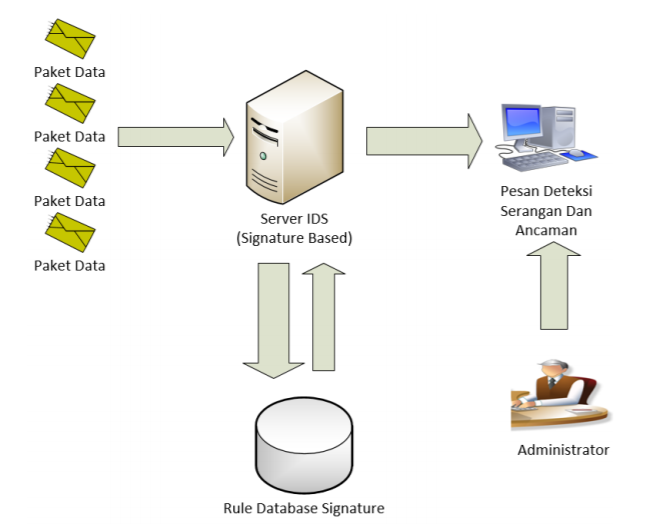 Paket Data
Paket Data
Paket Data
Paket Data
Server IDS
(Signature Based)
Pesan Deteksi
Serangan Dan
Ancaman
Administrator
Rule Database Signature